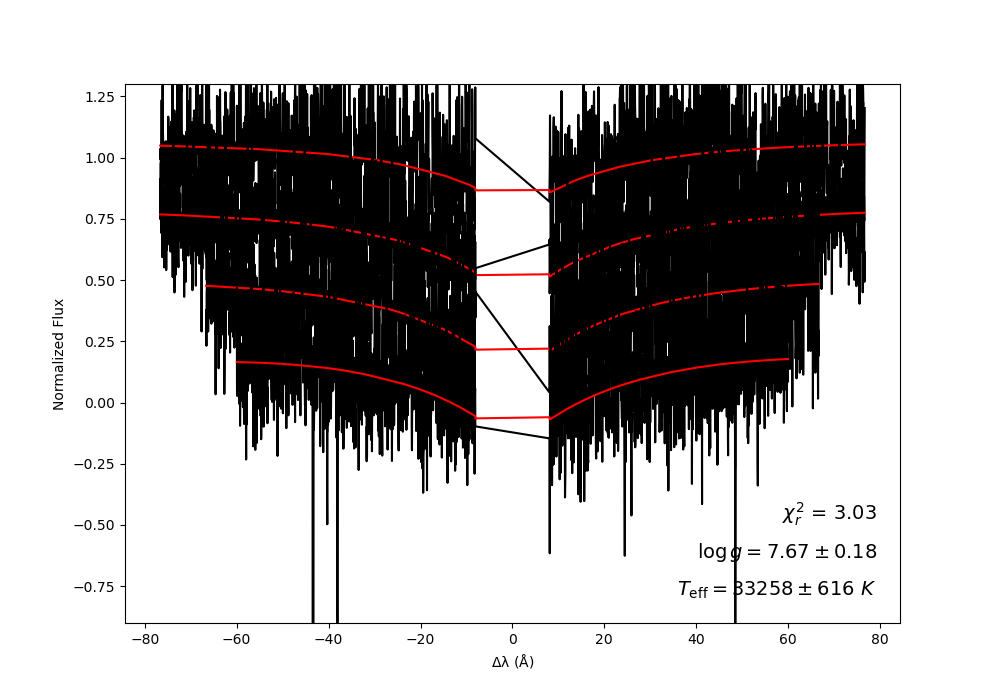 1.25
1.00
0.75
0.50
0.25
0.00
−0.25
−0.50
−0.75
Normalized Flux
χ²ᵣ = 3.03
log g = 7.67 ± 0.18
T_eff = 33258 ± 616 K
−80 −60 −40 −20 0 20 40 60 80
Δλ (Å)